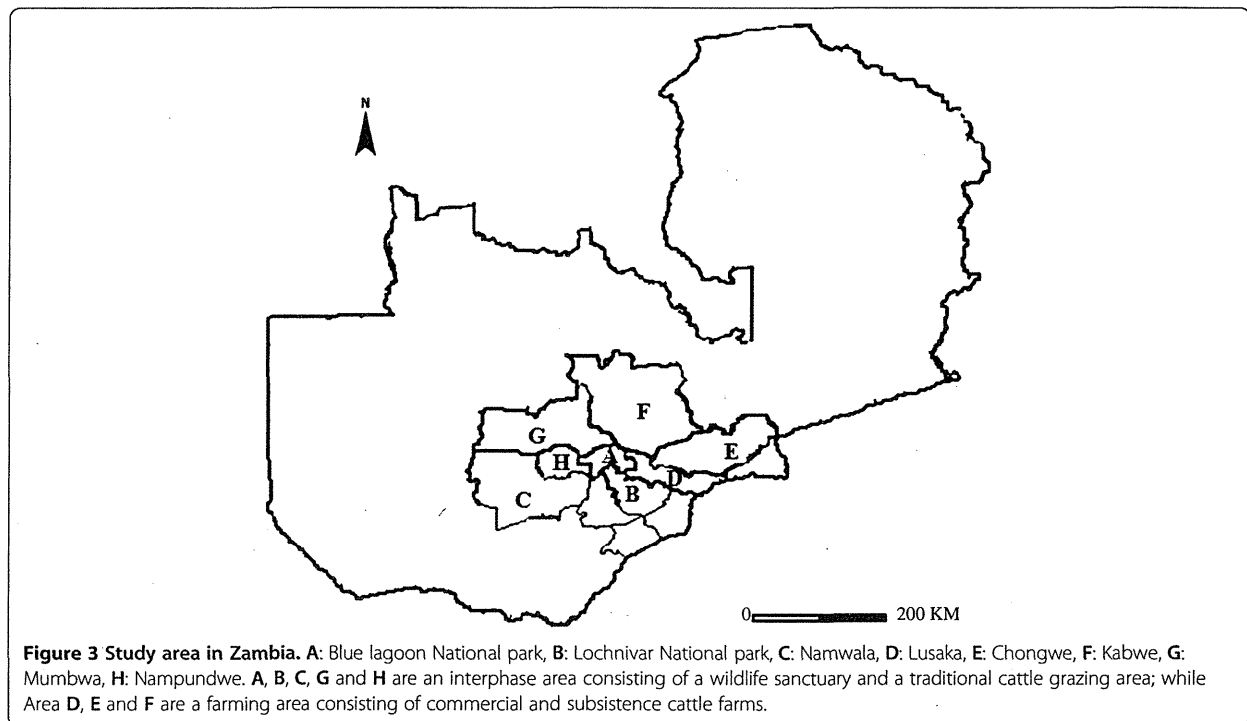 N
F
G
E
A
H
D
B
C
0 200 KM
Figure 3 Study area in Zambia. A: Blue lagoon National park, B: Lochnivar National park, C: Namwala, D: Lusaka, E: Chongwe, F: Kabwe, G:
Mumbwa, H: Nampundwe. A, B, C, G and H are an interphase area consisting of a wildlife sanctuary and a traditional cattle grazing area; while
Area D, E and F are a farming area consisting of commercial and subsistence cattle farms.